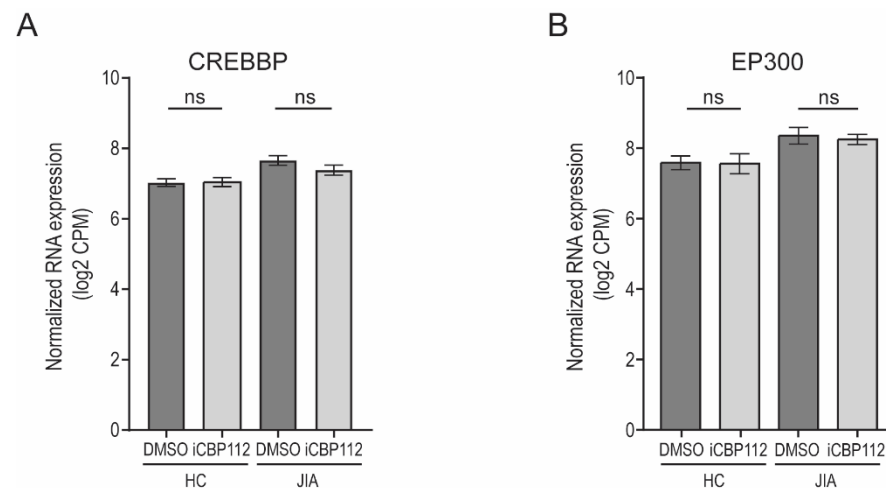 A
CREBBP
10
8
6
4
2
0
Normalized RNA expression
(log2 CPM)
ns
ns
DMSO iCBP112 DMSO iCBP112
HC
JIA
B
EP300
10
8
6
4
2
0
Normalized RNA expression
(log2 CPM)
ns
ns
DMSO iCBP112 DMSO iCBP112
HC
JIA